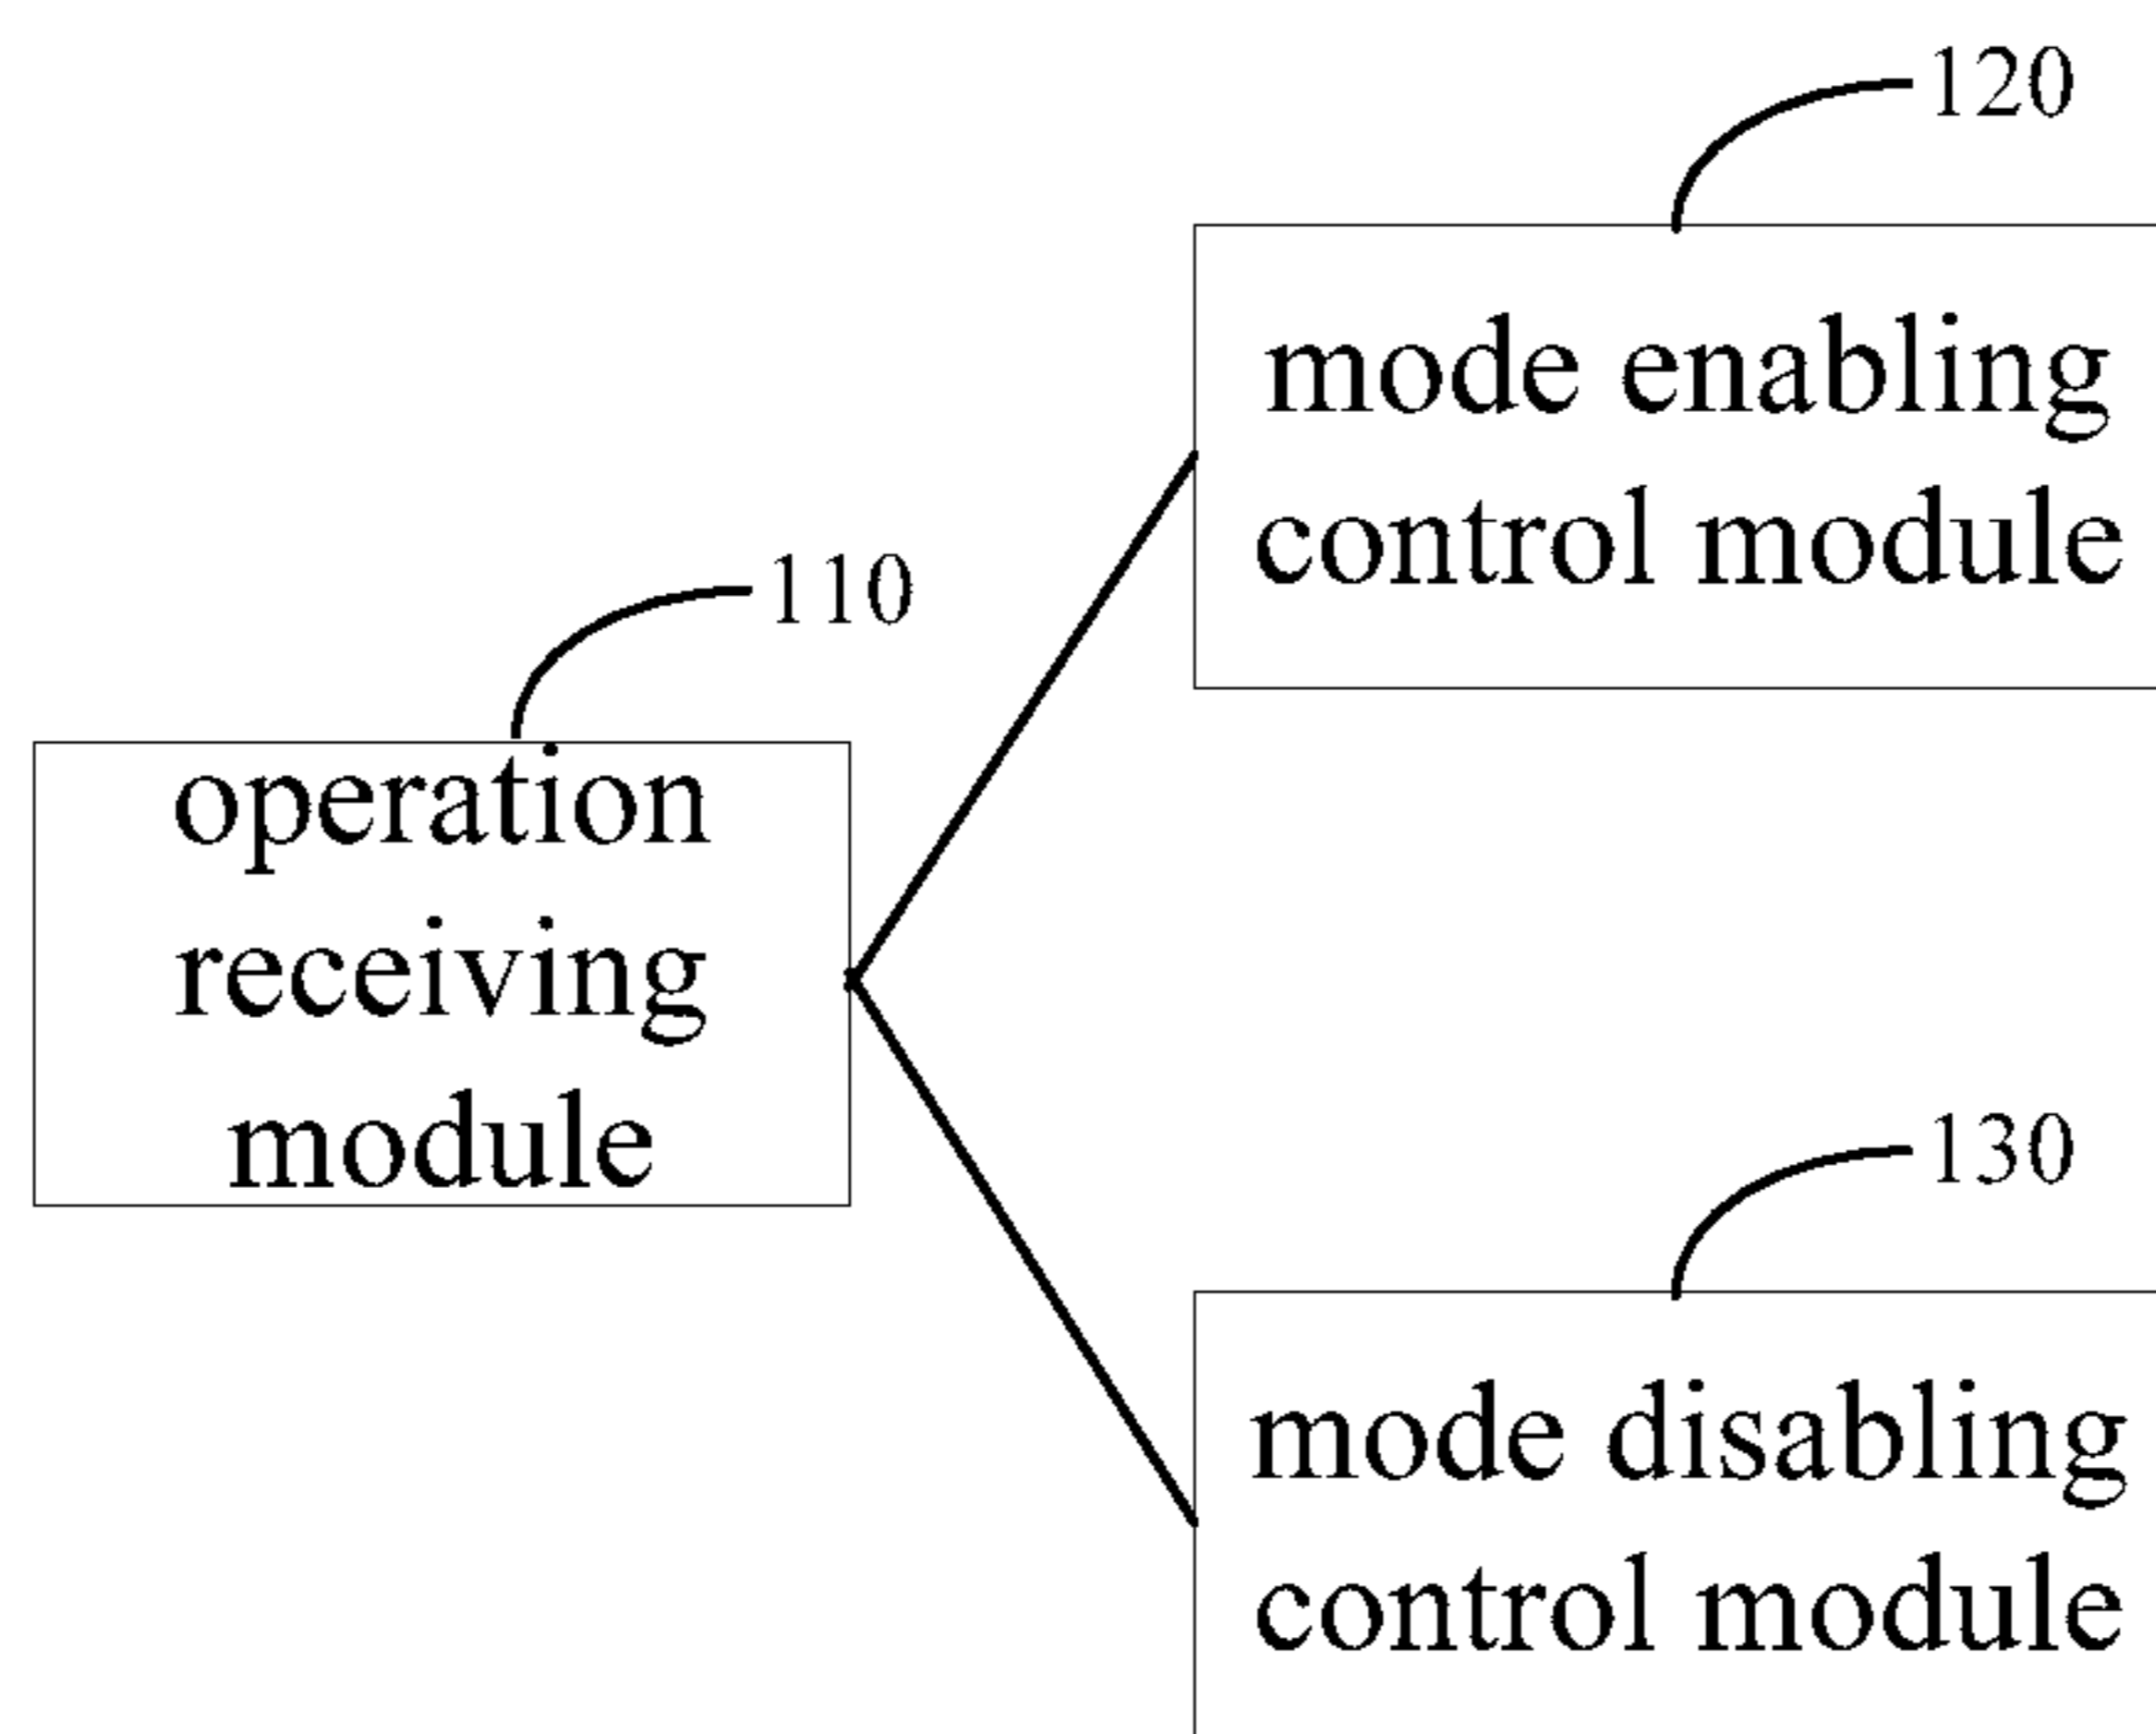 120
mode enabling
control module
110
operation
receiving
module
130
mode disabling
control module